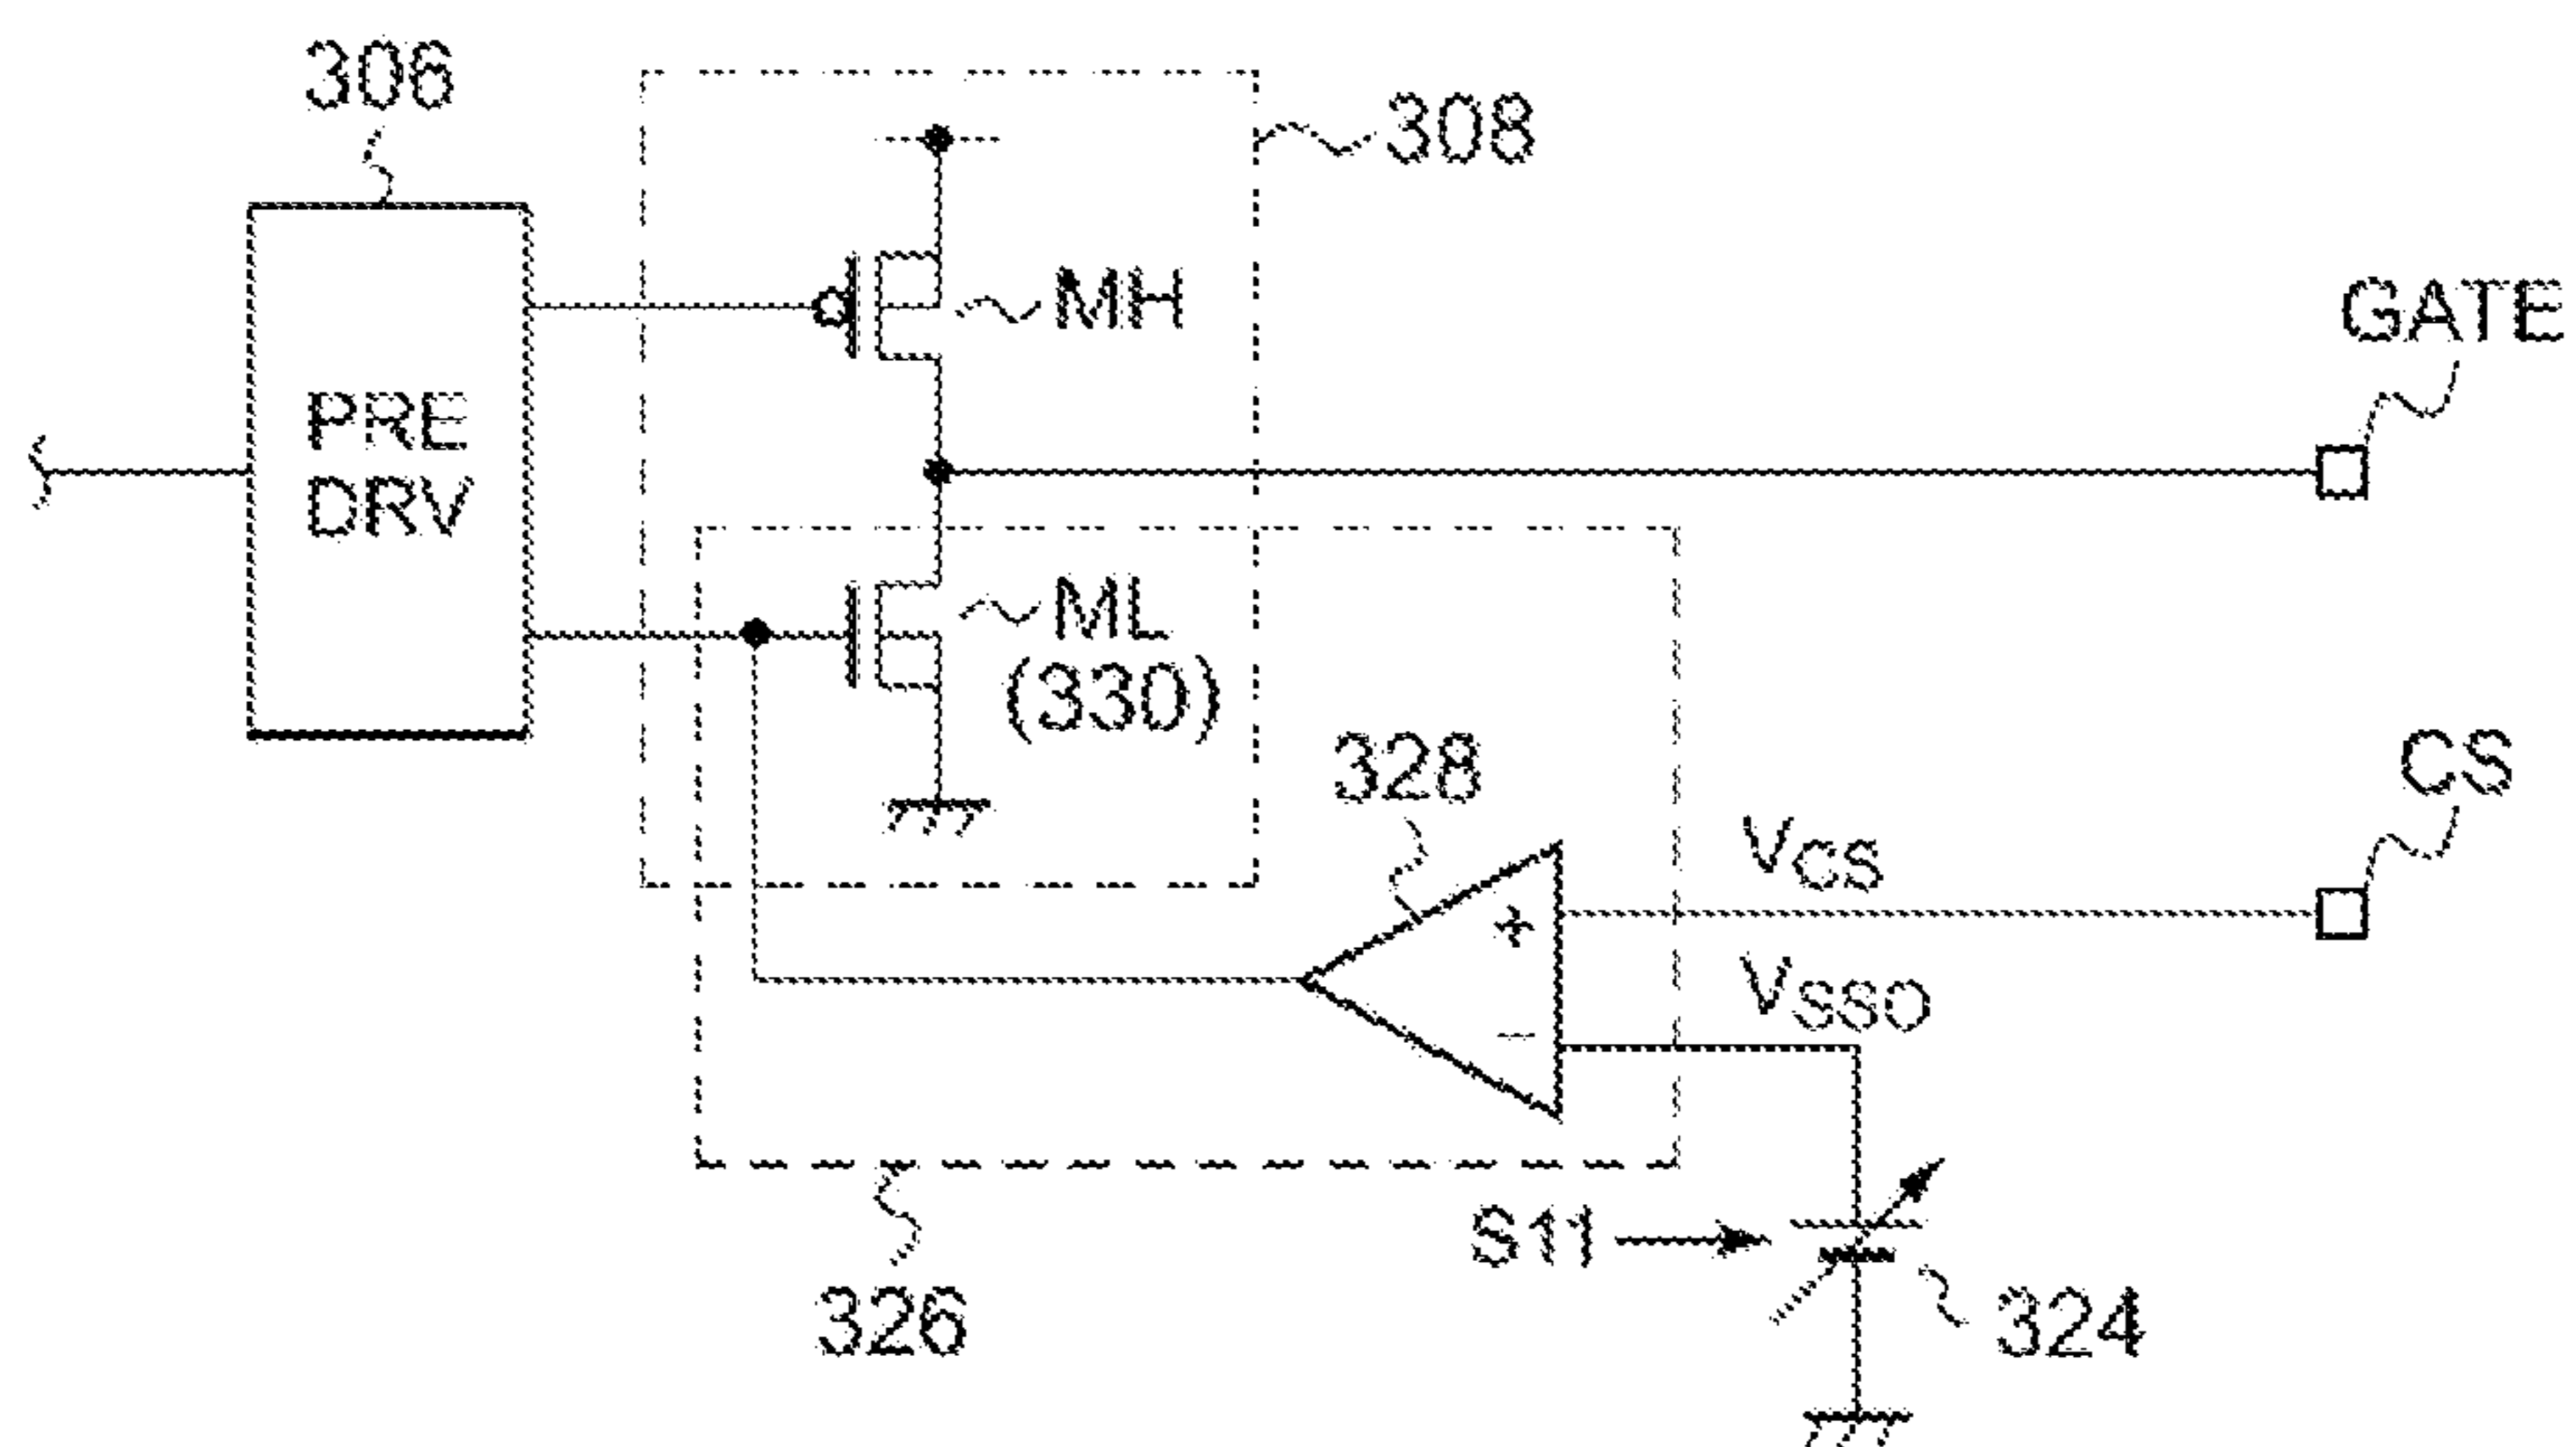 306
308
MH
GATE
PRE
DRV
ML
(330)
328
CS
VCS
+
VSSO
−
S11
324
326